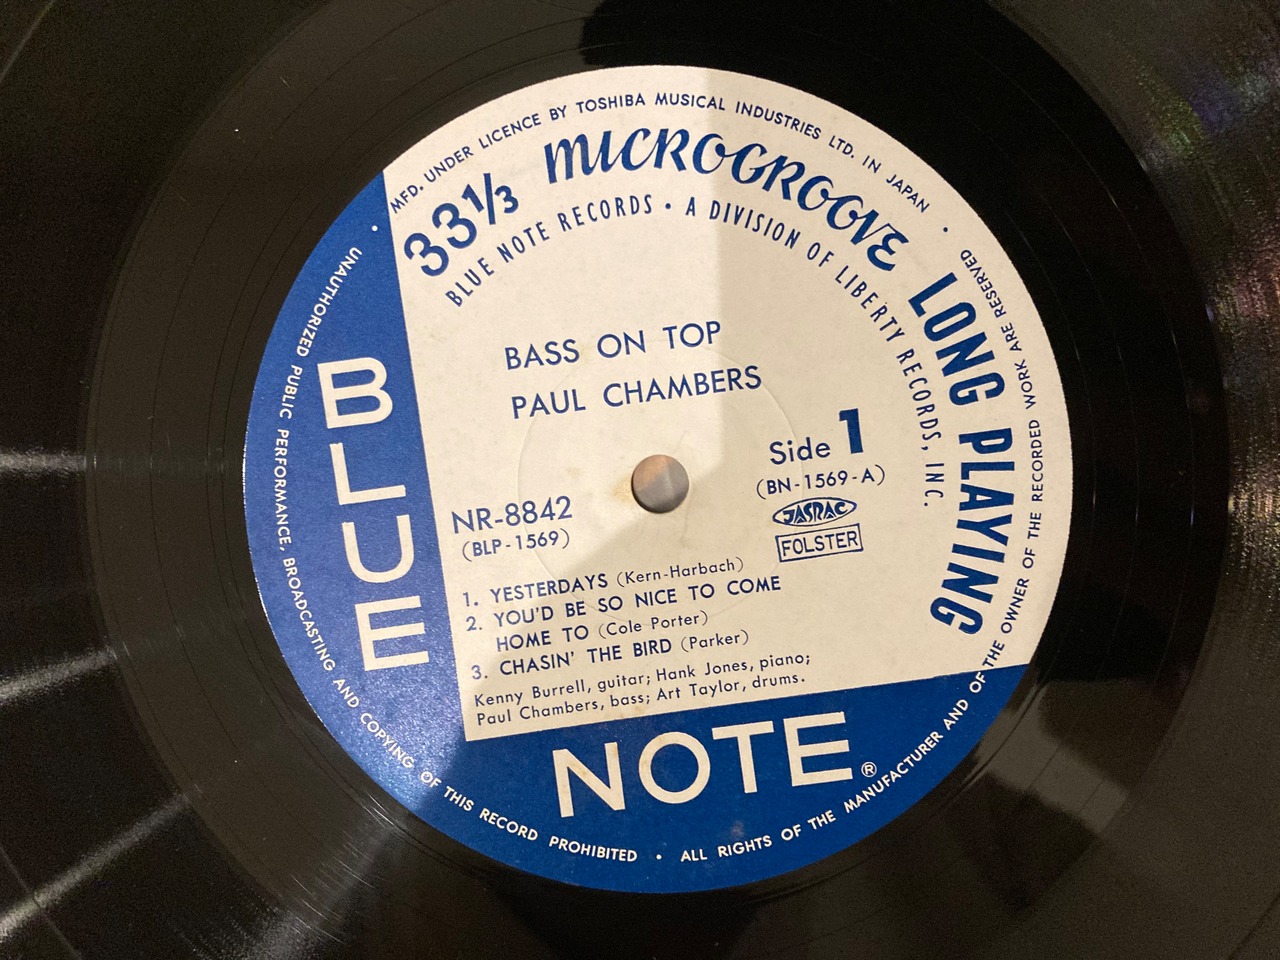 MFD. UNDER LICENCE BY TOSHIBA MUSICAL INDUSTRIES LTD. IN JAPAN •
33⅓ MICROGROOVE LONG PLAYING
BLUE NOTE RECORDS • A DIVISION OF LIBERTY RECORDS, INC.
BASS ON TOP
PAUL CHAMBERS
Side 1
(BN-1569-A)
JASRAC
FOLSTER
NR-8842
(BLP-1569)
1. YESTERDAYS (Kern-Harbach)
2. YOU'D BE SO NICE TO COME
HOME TO (Cole Porter)
3. CHASIN' THE BIRD (Parker)
Kenny Burrell, guitar; Hank Jones, piano;
Paul Chambers, bass; Art Taylor, drums.
BLUE
NOTE®
• UNAUTHORIZED PUBLIC PERFORMANCE, BROADCASTING AND COPYING OF THIS RECORD PROHIBITED • ALL RIGHTS OF THE MANUFACTURER AND OF THE OWNER OF THE RECORDED WORK ARE RESERVED